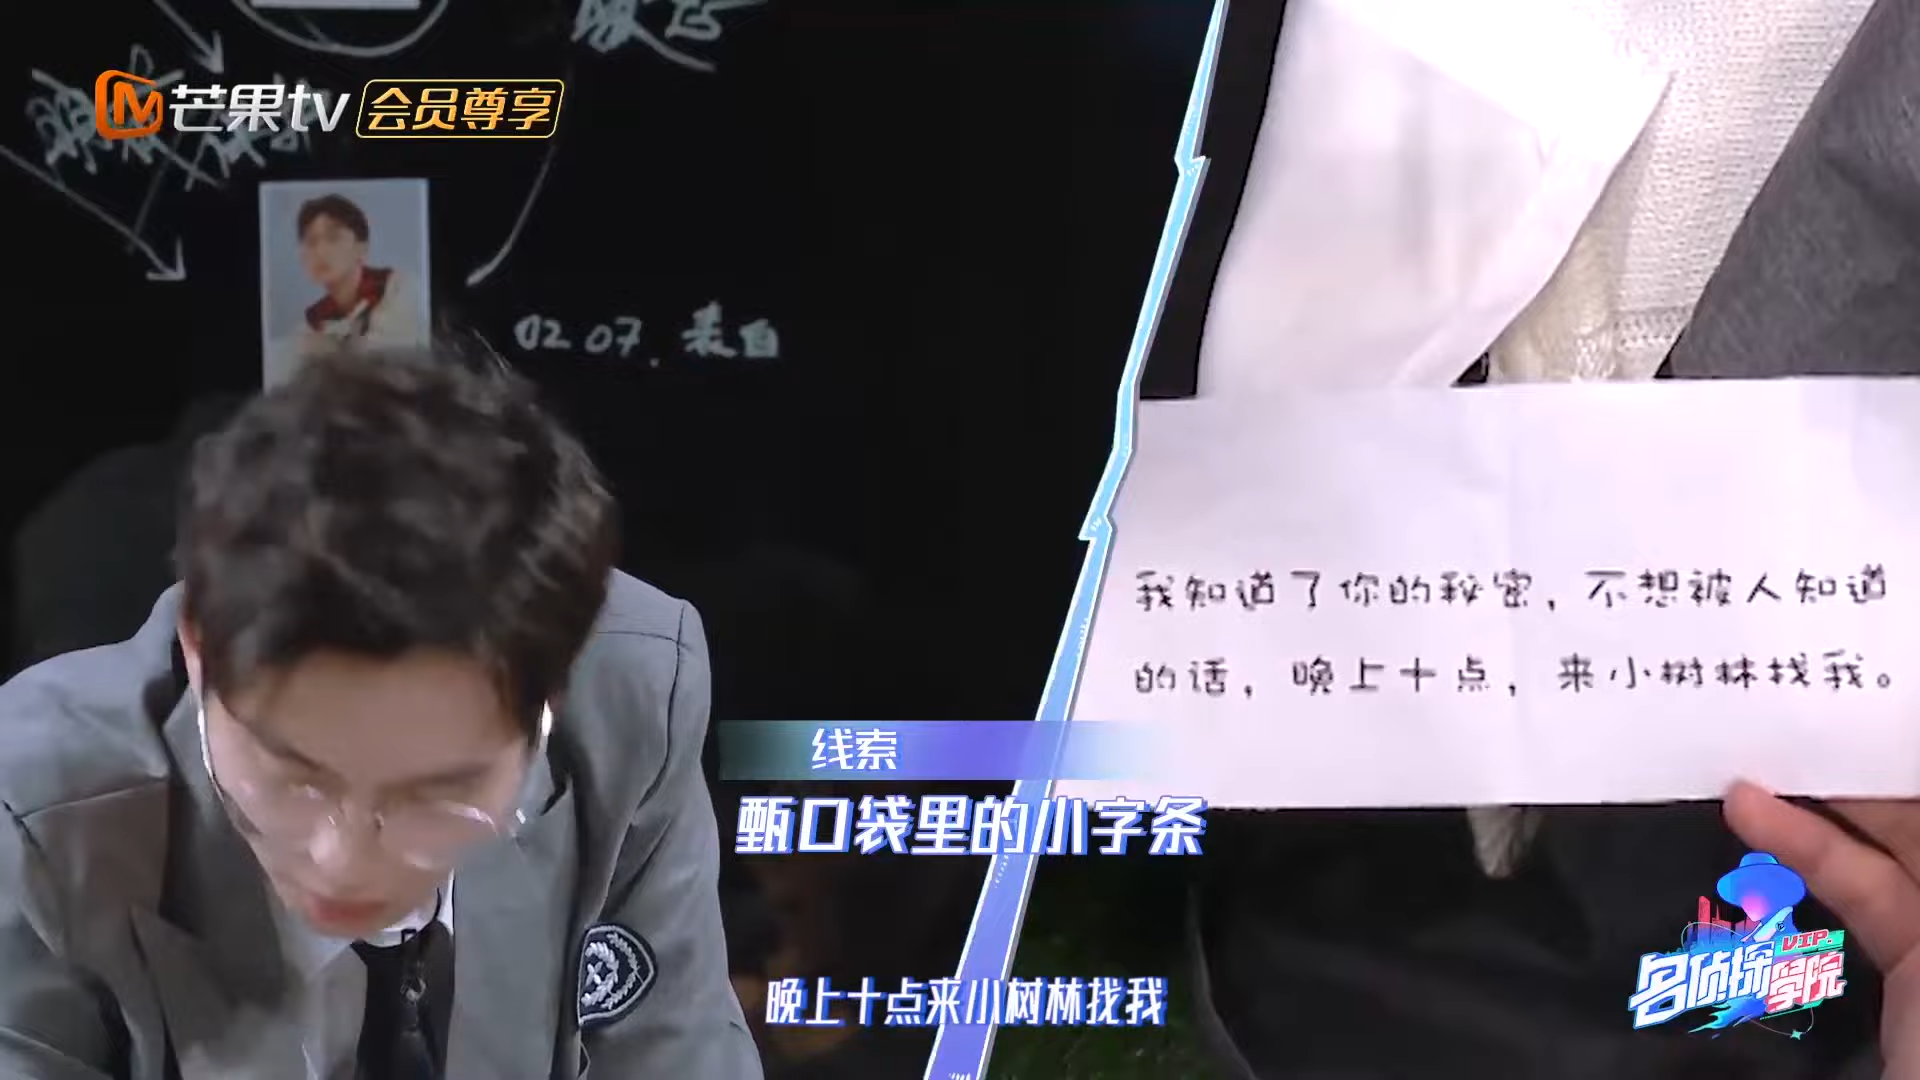 芒果tv 会员尊享
02 07. 表白
我知道了你的秘密，不想被人知道
的话，晚上十点，来小树林找我。
线索
甄口袋里的小字条
晚上十点来小树林找我
名侦探学院 VIP.